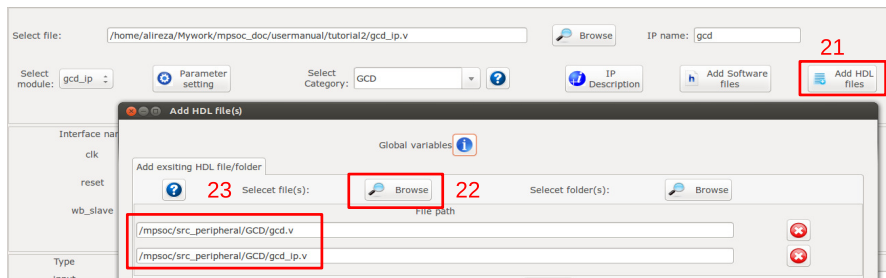 Select file: /home/alireza/Mywork/mpsoc_doc/usermanual/tutorial2/gcd_ip.v Browse IP name: gcd
21
Select module: gcd_ip Parameter setting Select Category: GCD IP Description Add Software files Add HDL files
Add HDL file(s)
Interface nam
Global variables
clk
Add exsiting HDL file/folder
reset
23 Selecet file(s): Browse 22 Selecet folder(s): Browse
wb_slave
File path
/mpsoc/src_peripheral/GCD/gcd.v
/mpsoc/src_peripheral/GCD/gcd_ip.v
Type